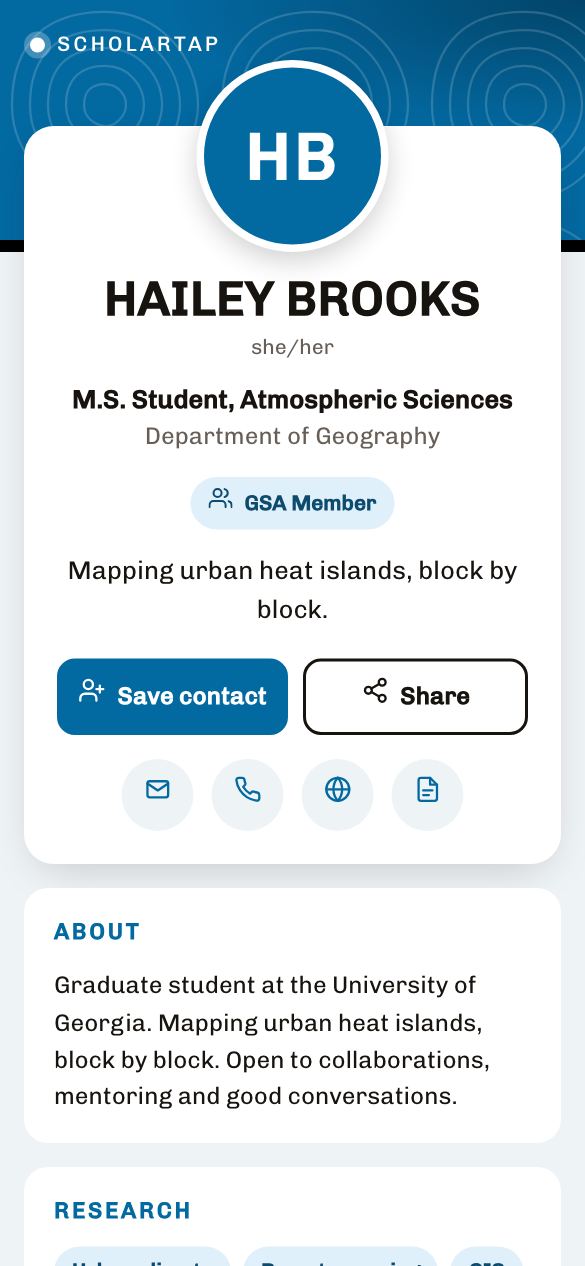 SCHOLARTAP
HB
HAILEY BROOKS
she/her
M.S. Student, Atmospheric Sciences
Department of Geography
GSA Member
Mapping urban heat islands, block by
block.
Save contact
Share
ABOUT
Graduate student at the University of
Georgia. Mapping urban heat islands,
block by block. Open to collaborations,
mentoring and good conversations.
RESEARCH